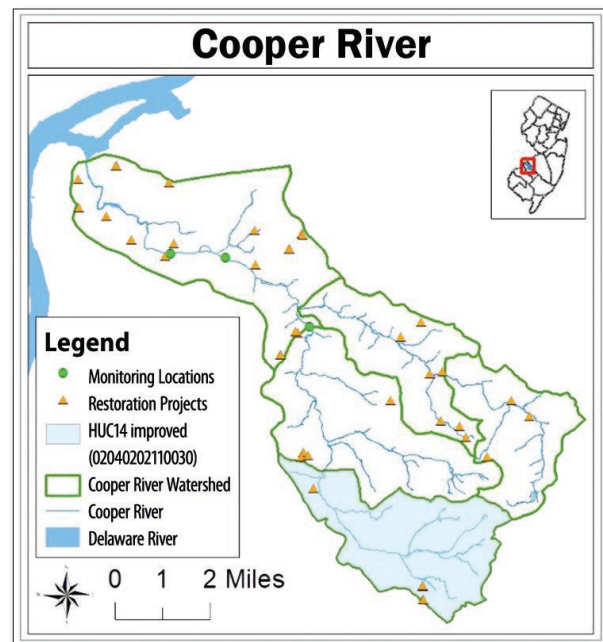 Cooper River
Legend
Monitoring Locations
Restoration Projects
HUC14 improved
(02040202110030)
Cooper River Watershed
Cooper River
Delaware River
0 1 2 Miles